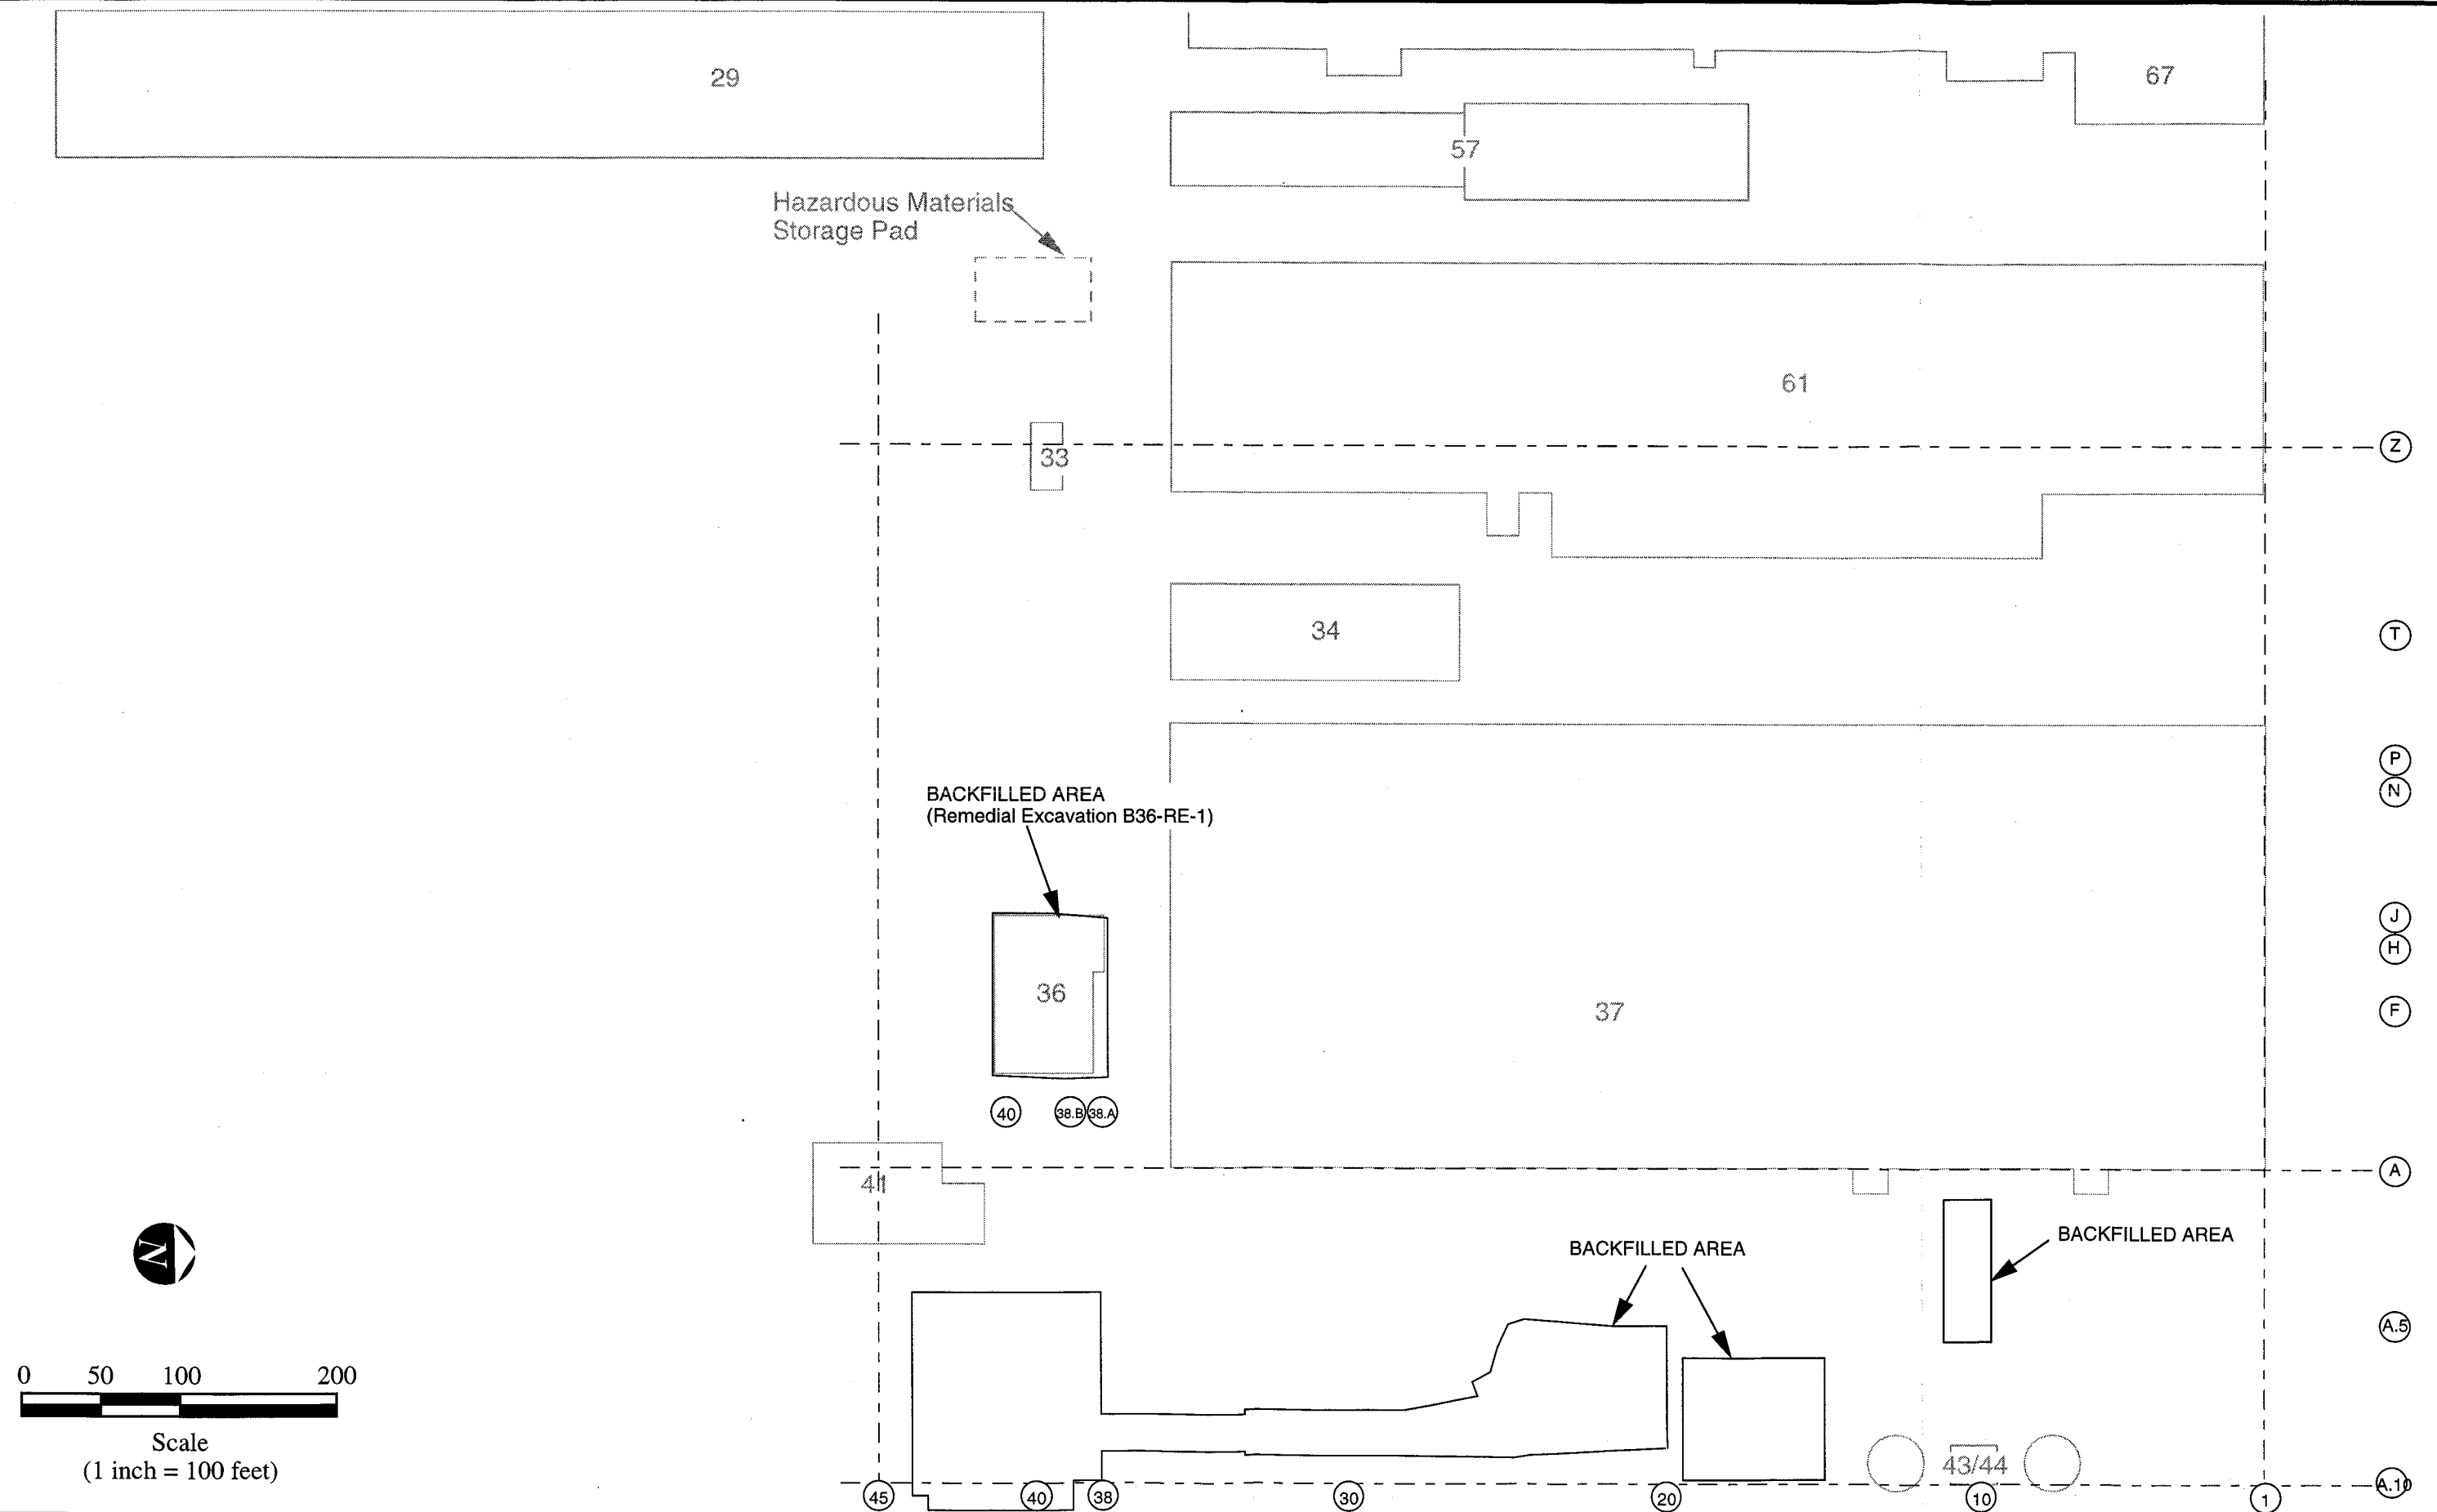 29
67
57
Hazardous Materials
Storage Pad
61
Z
33
34
T
P
N
BACKFILLED AREA
(Remedial Excavation B36-RE-1)
J
H
36
37
F
40
38.B
38.A
41
A
N
BACKFILLED AREA
BACKFILLED AREA
A.5
0 50 100 200
Scale
(1 inch = 100 feet)
43/44
A.10
45
40
38
30
20
10
1